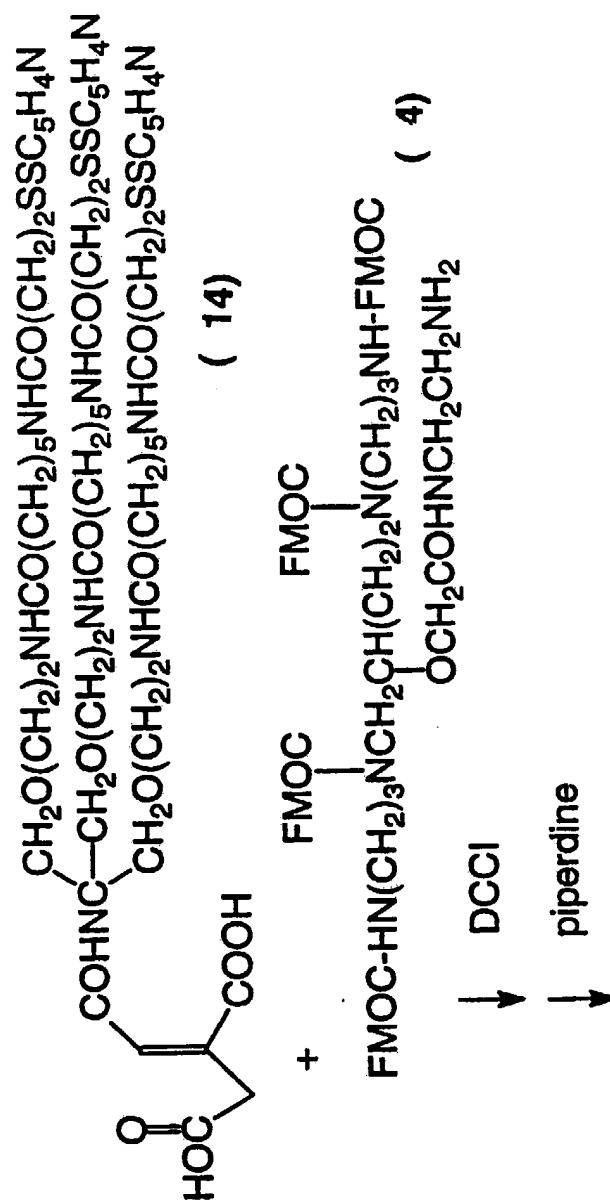 CH₂O(CH₂)₂NHCO(CH₂)₅NHCO(CH₂)₂SSC₅H₄N
COHNC–CH₂O(CH₂)₂NHCO(CH₂)₅NHCO(CH₂)₂SSC₅H₄N
CH₂O(CH₂)₂NHCO(CH₂)₅NHCO(CH₂)₂SSC₅H₄N
( 14)
O
HOC
COOH
+
FMOC
FMOC
FMOC-HN(CH₂)₃NCH₂CH(CH₂)₂N(CH₂)₃NH-FMOC
OCH₂COHNCH₂CH₂NH₂
( 4)
DCCI
piperdine